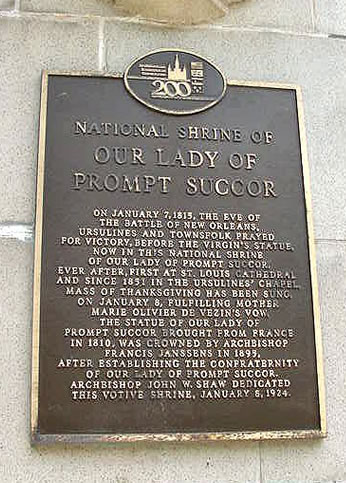 200
NATIONAL SHRINE OF
OUR LADY OF
PROMPT SUCCOR
ON JANUARY 7, 1815, THE EVE OF
THE BATTLE OF NEW ORLEANS,
URSULINES AND TOWNSFOLK PRAYED
FOR VICTORY, BEFORE THE VIRGIN'S STATUE,
NOW IN TH'S NATIONAL SHRINE
OF OUR LADY OF PROMPT SUCCOR.
EVER AFTER, FIRST AT ST. LOUIS CATHEDRAL
AND SINCE 1851 IN THE URSULINES' CHAPEL,
MASS OF THANKSGIVING HAS BEEN SUNG,
ON JANUARY 8, FULFILLING MOTHER
MARIE OLIVIER DE VEZIN'S VOW.
THE STATUE OF OUR LADY OF
PROMPT SUCCOR BROUGHT FROM FRANCE
IN 1810, WAS CROWNED BY ARCHBISHOP
FRANCIS JANSSENS IN 1895,
AFTER ESTABLISHING THE CONFRATERNITY
OF OUR LADY OF PROMPT SUCCOR.
ARCHBISHOP JOHN W. SHAW DEDICATED
THIS VOTIVE SHRINE, JANUARY 8, 1924.